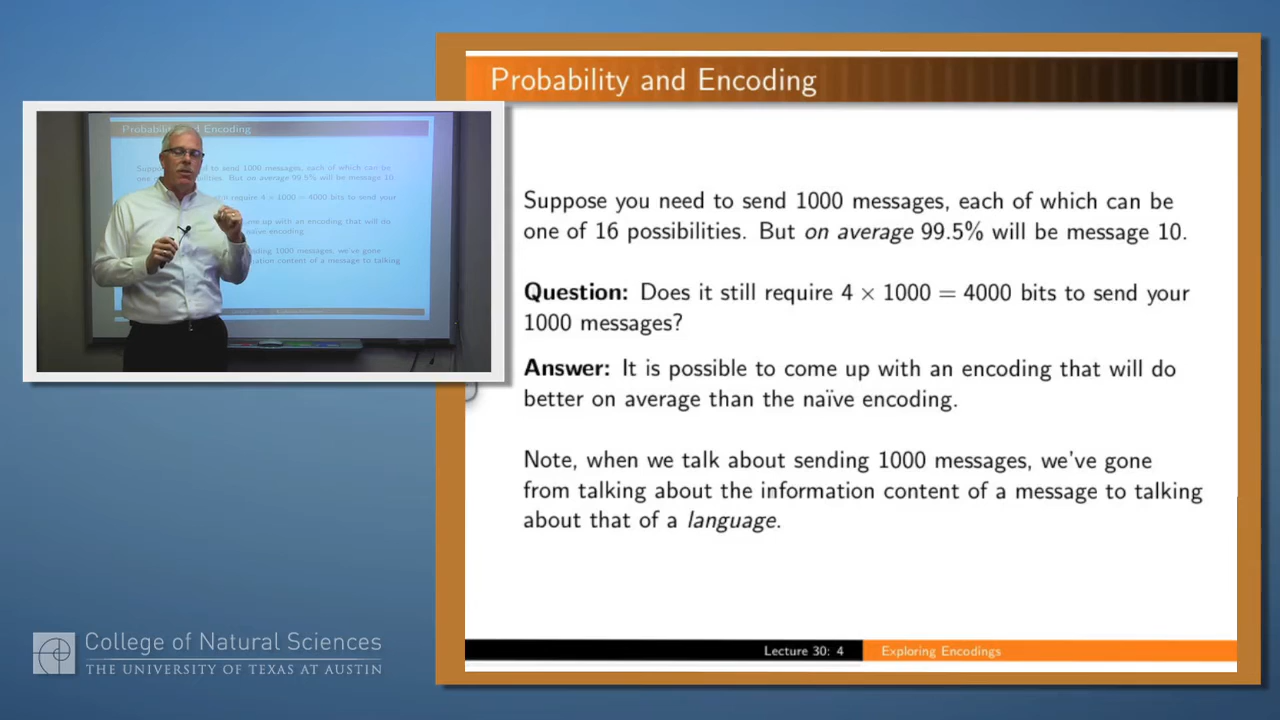 Probability and Encoding
Suppose you need to send 1000 messages, each of which can be
one of 16 possibilities. But on average 99.5% will be message 10.
Question: Does it still require 4 × 1000 = 4000 bits to send your
1000 messages?
Answer: It is possible to come up with an encoding that will do
better on average than the naïve encoding.
Note, when we talk about sending 1000 messages, we've gone
from talking about the information content of a message to talking
about that of a language.
Lecture 30: 4
Exploring Encodings
College of Natural Sciences
THE UNIVERSITY OF TEXAS AT AUSTIN